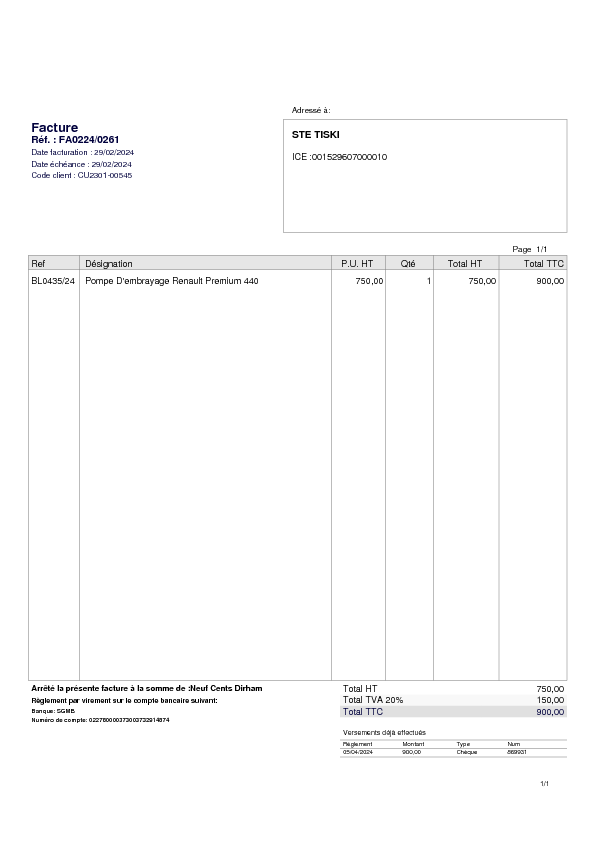 Adressé à:
Facture
Réf. : FA0224/0261
Date facturation : 29/02/2024
Date échéance : 29/02/2024
Code client : CU2301-00545
STE TISKI
ICE :001529607000010
Page 1/1
Ref Désignation P.U. HT Qté Total HT Total TTC
BL0435/24 Pompe D'embrayage Renault Premium 440 750,00 1 750,00 900,00
Arrêté la présente facture à la somme de :Neuf Cents Dirham
Règlement par virement sur le compte bancaire suivant:
Banque: SGMB
Numéro de compte:
Total HT 750,00
Total TVA 20% 150,00
Total TTC 900,00
Versements déjà effectués
Règlement Montant Type Num
05/04/2024 900,00 Chèque 869931
1/1